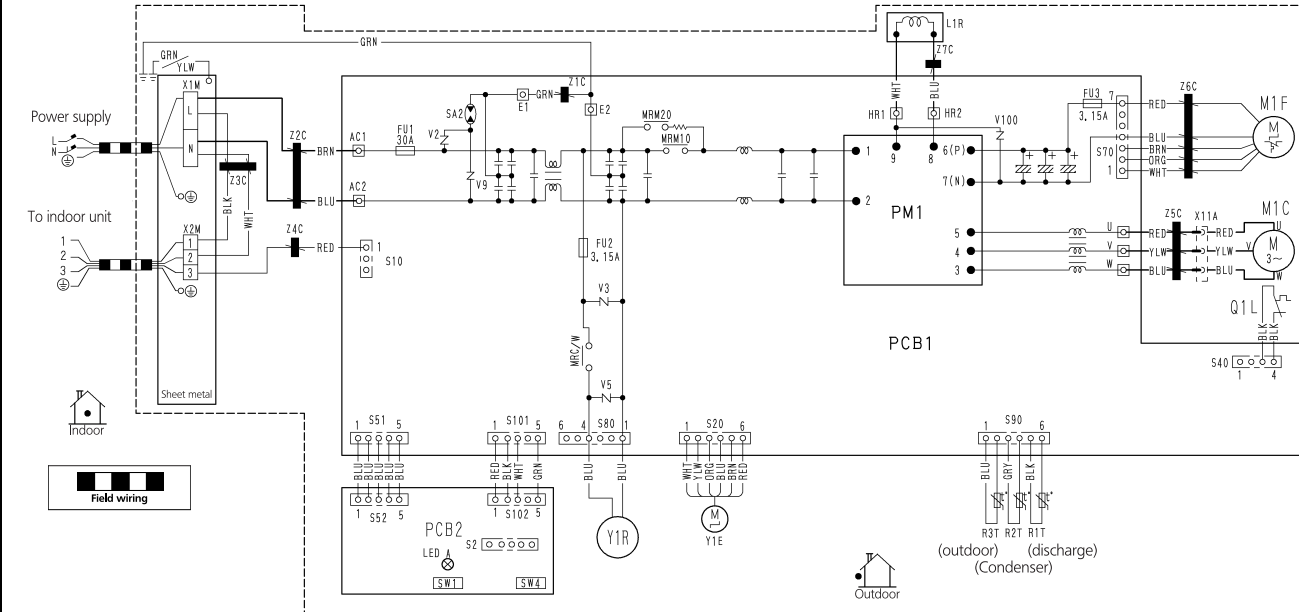 L1R
GRN
Z7C
GRN
YLW
X1M
L
N
Power supply
L
N
Z2C
Z3C
BLK
WHT
BRN
BLU
AC1
AC2
FU1
30A
SA2
V2
V9
E1
GRN
Z1C
E2
MRM20
MRM10
WHT
BLU
HR1
HR2
V100
FU3
3.15A
7
S70
1
RED
BLU
BRN
ORG
WHT
Z6C
M1F
M
1
2
9
8
6(P)
7(N)
PM1
5
4
3
U
V
W
RED
YLW
BLU
Z5C
X11A
RED
YLW
BLU
M1C
U
V
W
M
3~
Q1L
BLK
BLK
S40
1 4
To indoor unit
1
2
3
X2M
1
2
3
Z4C
RED
1
S10
FU2
3.15A
V3
MRC/W
V5
PCB1
Sheet metal
Indoor
Field wiring
1 S51 5
BLU
BLU
BLU
BLU
BLU
1 S52 5
1 S101 5
RED
BLK
WHT
GRN
1 S102 5
PCB2
S2
LED A
SW1
SW4
6 4 S80 1
BLU
BLU
Y1R
1 S20 6
WHT
YLW
ORG
BLU
BRN
RED
M
Y1E
1 S90 6
BLU
GRY
BLK
t°
t°
t°
R3T R2T R1T
(outdoor) (discharge)
(Condenser)
Outdoor